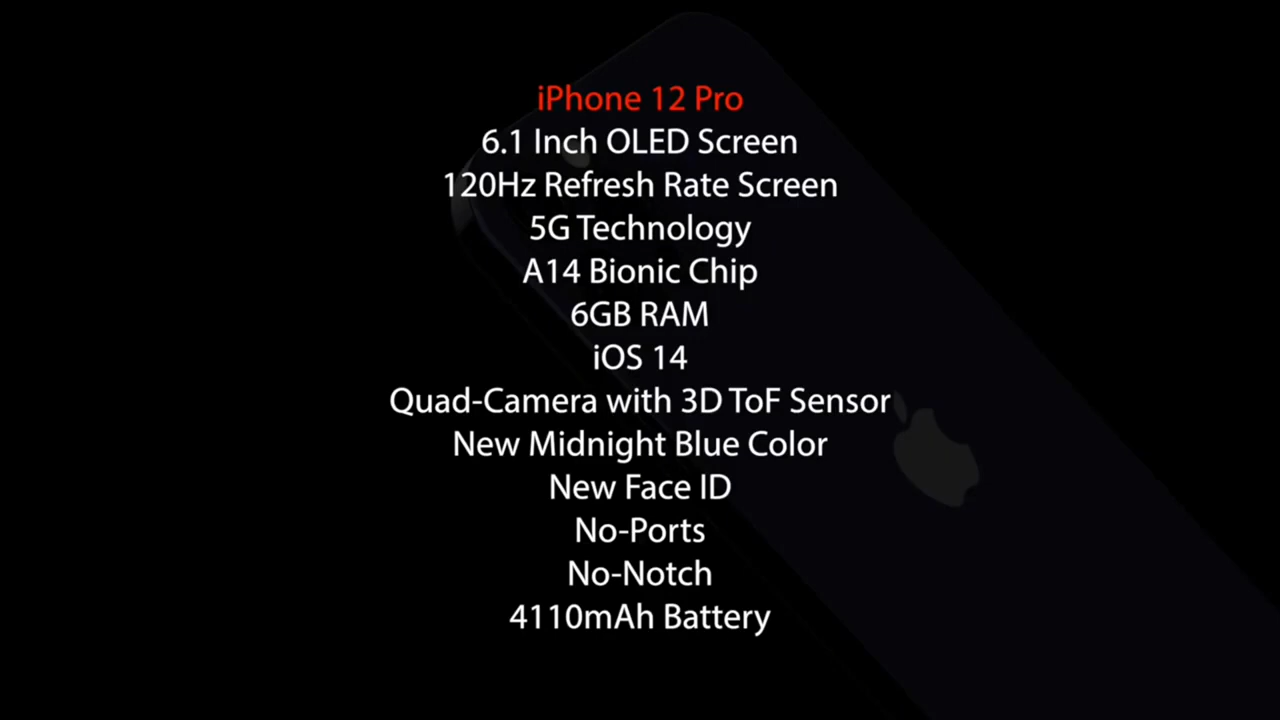 iPhone 12 Pro
6.1 Inch OLED Screen
120Hz Refresh Rate Screen
5G Technology
A14 Bionic Chip
6GB RAM
iOS 14
Quad-Camera with 3D ToF Sensor
New Midnight Blue Color
New Face ID
No-Ports
No-Notch
4110mAh Battery